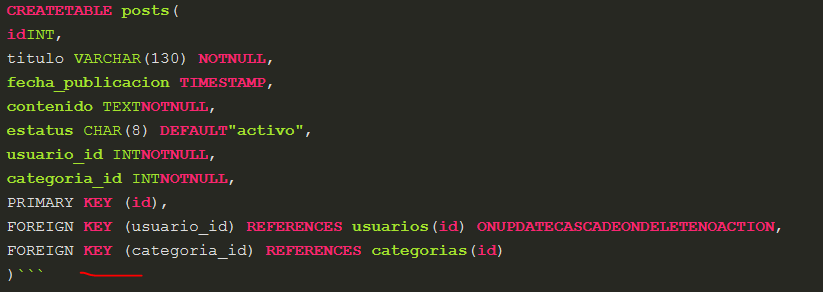 CREATETABLE posts(
idINT,
titulo VARCHAR(130) NOTNULL,
fecha_publicacion TIMESTAMP,
contenido TEXTNOTNULL,
estatus CHAR(8) DEFAULT"activo",
usuario_id INTNOTNULL,
categoria_id INTNOTNULL,
PRIMARY KEY (id),
FOREIGN KEY (usuario_id) REFERENCES usuarios(id) ONUPDATECASCADEONDELETENOACTION,
FOREIGN KEY (categoria_id) REFERENCES categorias(id)
)```